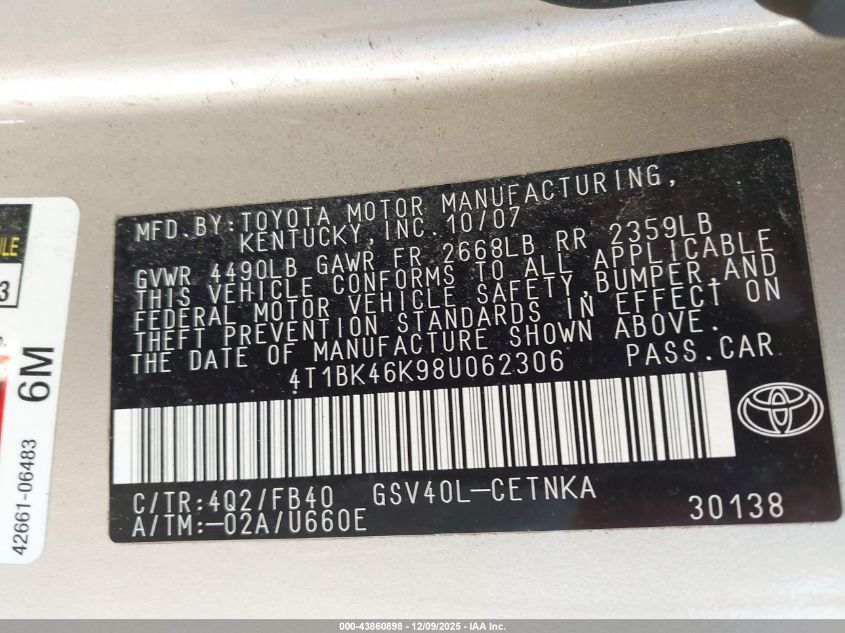 MFD.BY:TOYOTA MOTOR MANUFACTURING,
KENTUCKY,INC. 10/07
GVWR 4490LB GAWR FR 2668LB RR 2359LB
THIS VEHICLE CONFORMS TO ALL APPLICABLE
FEDERAL MOTOR VEHICLE SAFETY,BUMPER,AND
THEFT PREVENTION STANDARDS IN EFFECT ON
THE DATE OF MANUFACTURE SHOWN ABOVE.
4T1BK46K98U062306 PASS.CAR
C/TR:4Q2/FB40 GSV40L-CETNKA
A/TM:-02A/U660E 30138
6M
42661-06483
000-43860898 - 12/09/2025 - IAA Inc.